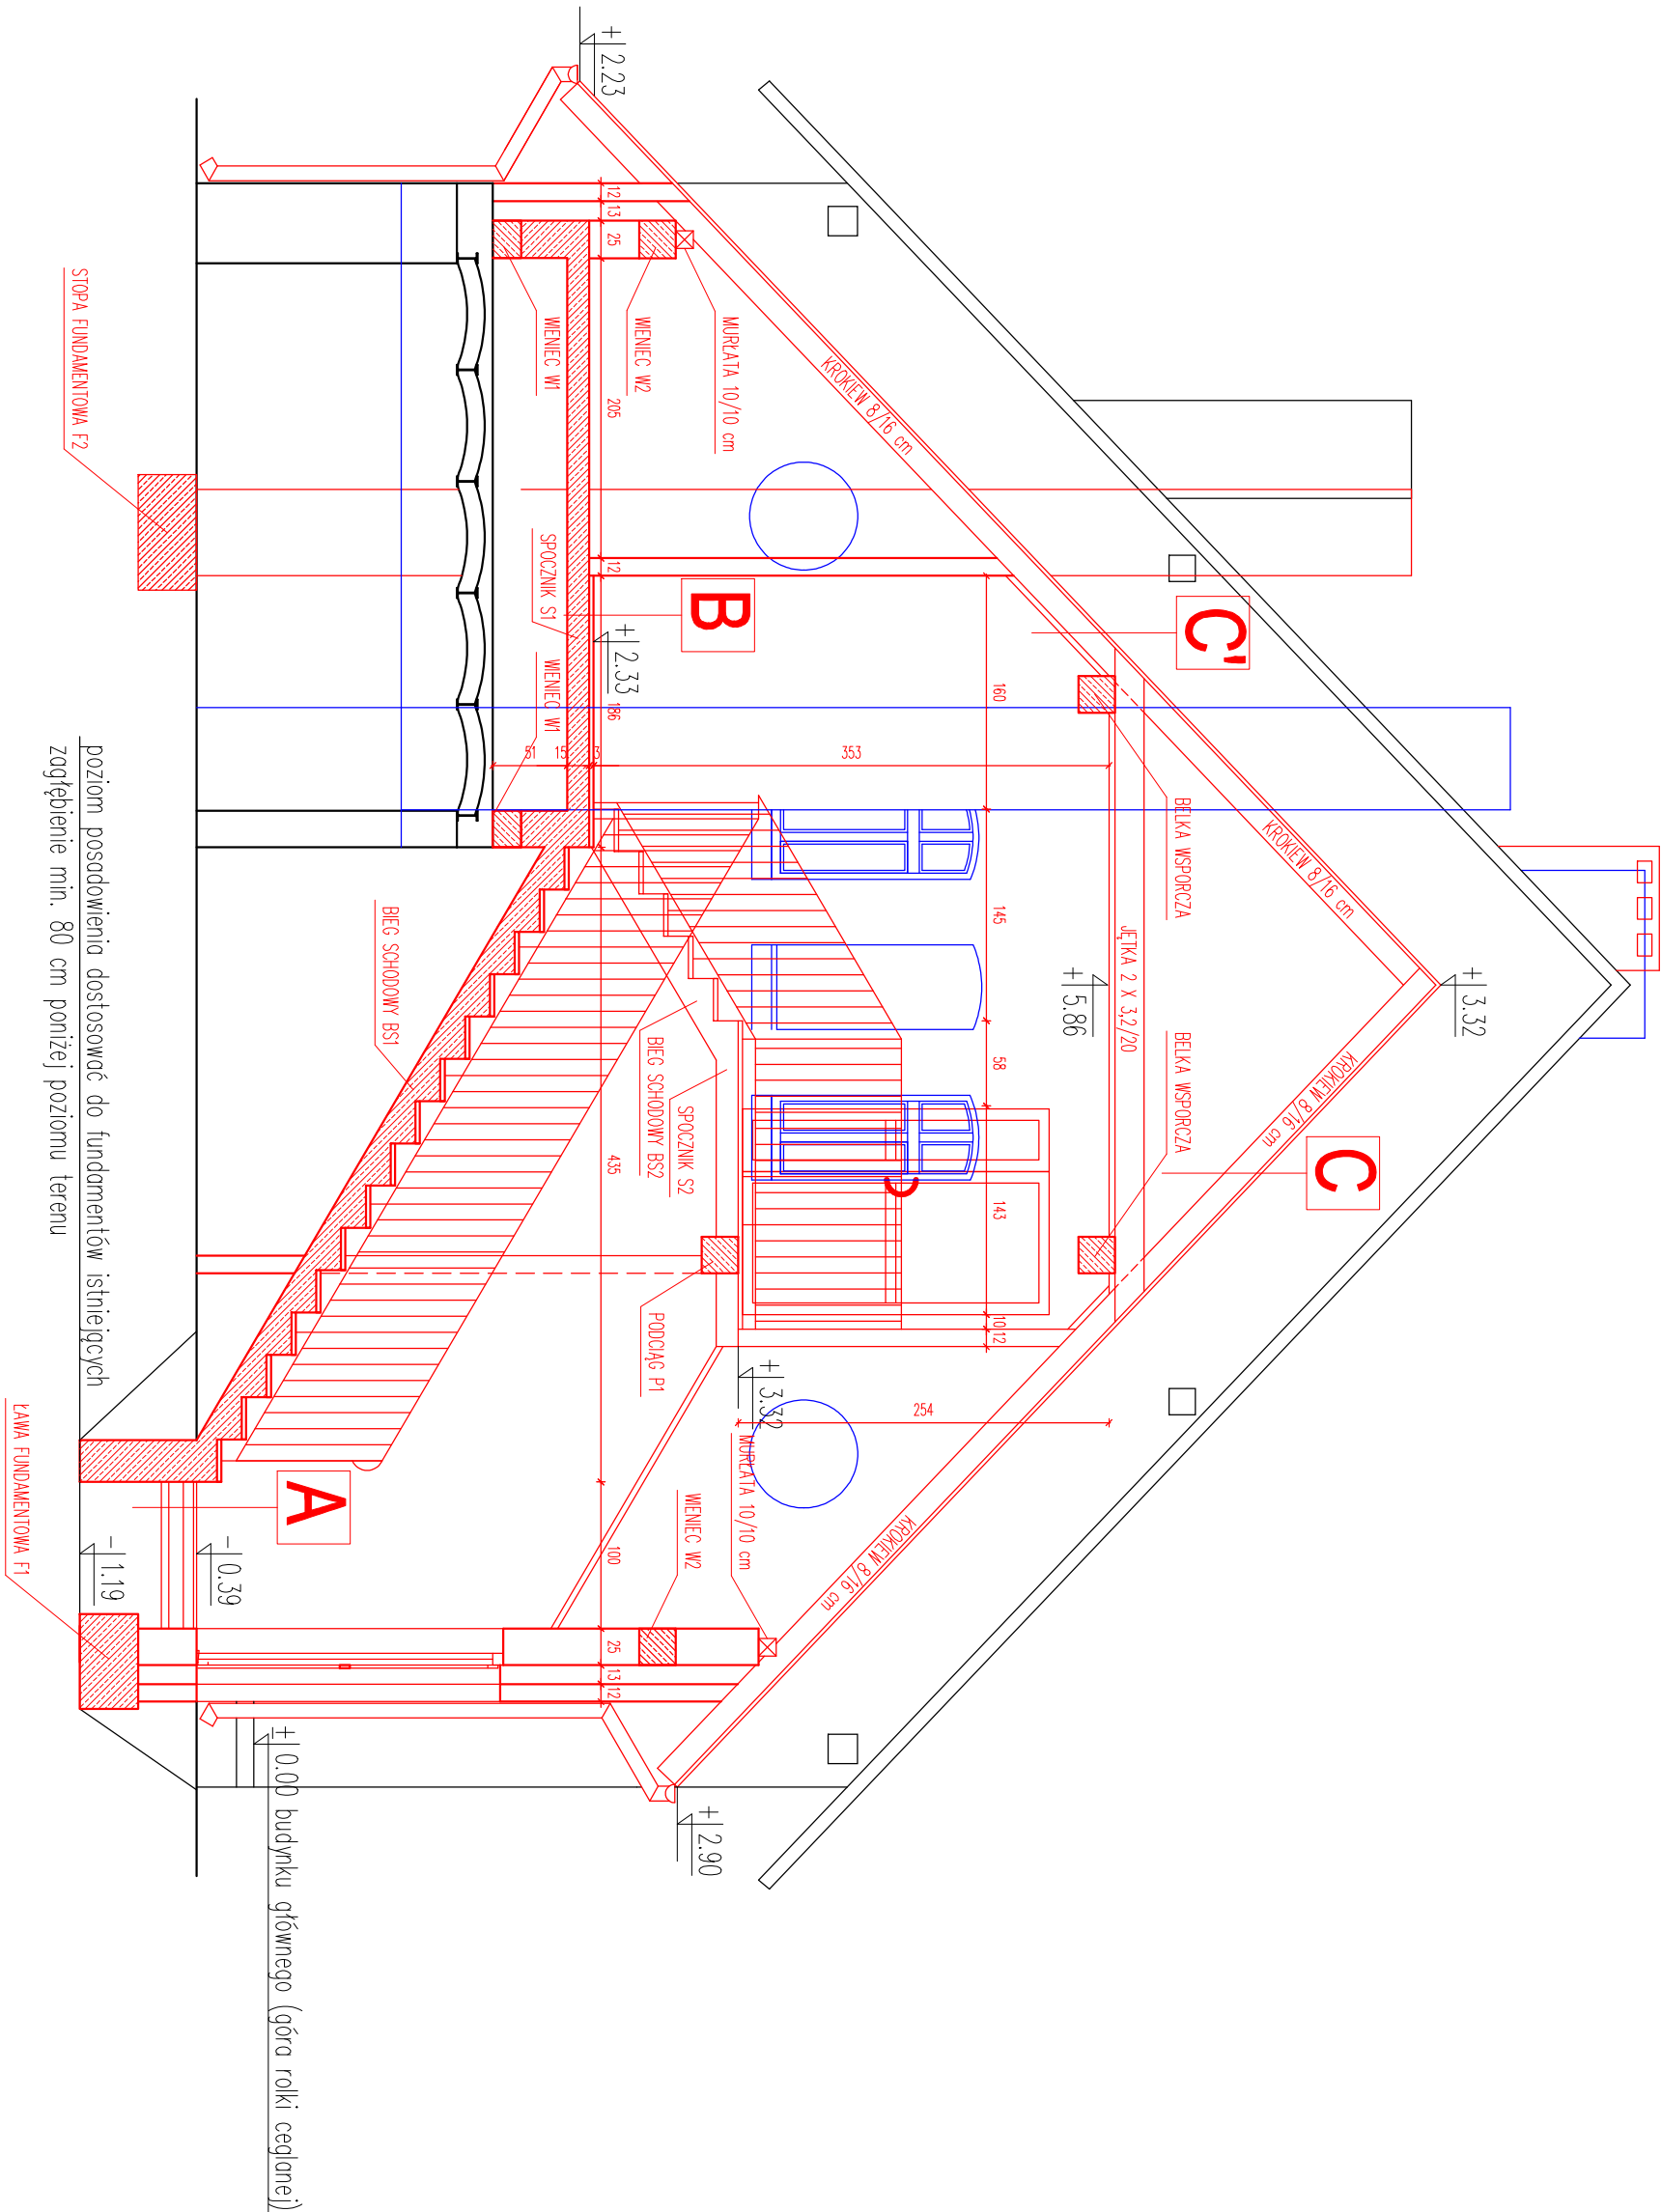 +3.32
C'
C
KROKIEW 8/16 cm
KROKIEW 8/16 cm
KROKIEW 8/16 cm
KROKIEW 8/16 cm
BELKA WSPORCZA
BELKA WSPORCZA
JĘTKA 2 X 3,2/20
+5.86
160
145
58
143
10
12
353
254
MURŁATA 10/10 cm
MURŁATA 10/10 cm
+3.32
+2.90
+2.23
B
+2.33
WIENIEC W2
WIENIEC W2
SPOCZNIK S2
BIEG SCHODOWY BS2
PODCIĄG P1
12
13
25
205
12
186
435
100
25
13
12
WIENIEC W1
SPOCZNIK S1
WIENIEC W1
51
15
3
BIEG SCHODOWY BS1
A
±0.00 budynku głównego (góra rolki ceglanej)
-0.39
-1.19
STOPA FUNDAMENTOWA F2
poziom posadowienia dostosować do fundamentów istniejących
zagłębienie min. 80 cm poniżej poziomu terenu
ŁAWA FUNDAMENTOWA F1